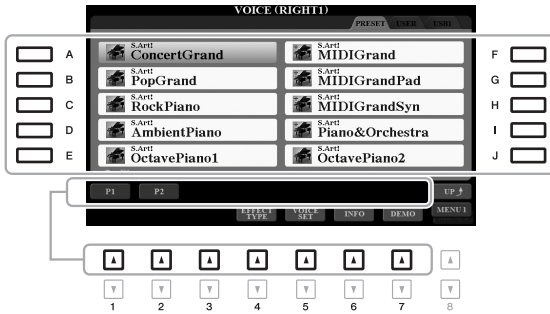 VOICE (RIGHT1)
PRESET USER USB1
A S.Art! ConcertGrand S.Art! MIDIGrand F
B S.Art! PopGrand S.Art! MIDIGrandPad G
C S.Art! RockPiano S.Art! MIDIGrandSyn H
D S.Art! AmbientPiano S.Art! Piano&Orchestra I
E S.Art! OctavePiano1 S.Art! OctavePiano2 J
P1 P2 UP
EFFECT TYPE VOICE SET INFO DEMO MENU 1
1 2 3 4 5 6 7 8